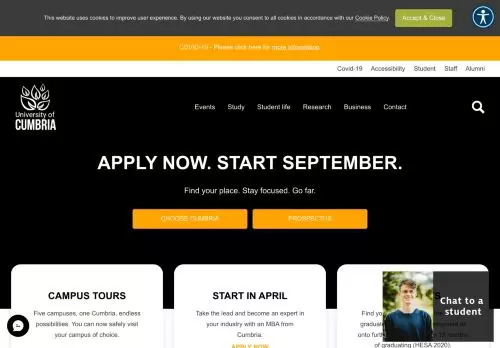 This website uses cookies to improve user experience. By using our website you consent to all cookies in accordance with our Cookie Policy. Accept & Close
COVID-19 - Please click here for more information
Covid-19 Accessibility Student Staff Alumni
University of
CUMBRIA
Events Study Student life Research Business Contact
APPLY NOW. START SEPTEMBER.
Find your place. Stay focused. Go far.
CHOOSE CUMBRIA PROSPECTUS
CAMPUS TOURS
Five campuses, one Cumbria, endless
possibilities. You can now safely visit
your campus of choice.
START IN APRIL
Take the lead and become an expert in
your industry with an MBA from
Cumbria.
APPLY NOW
Find you
graduate
onto furth
of graduating (HESA 2020).
Chat to a
student